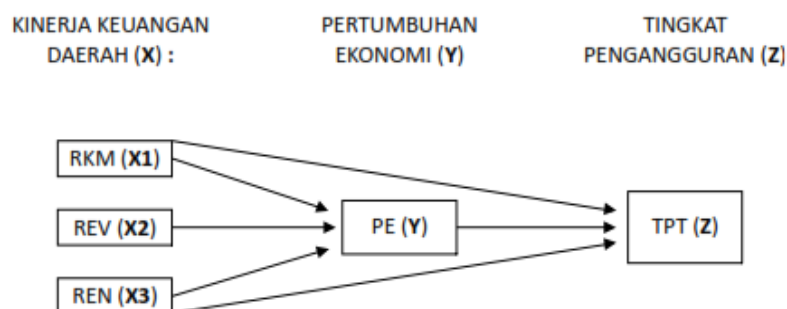 KINERJA KEUANGAN
DAERAH (X) :
PERTUMBUHAN
EKONOMI (Y)
TINGKAT
PENGANGGURAN (Z)
RKM (X1)
REV (X2)
PE (Y)
TPT (Z)
REN (X3)